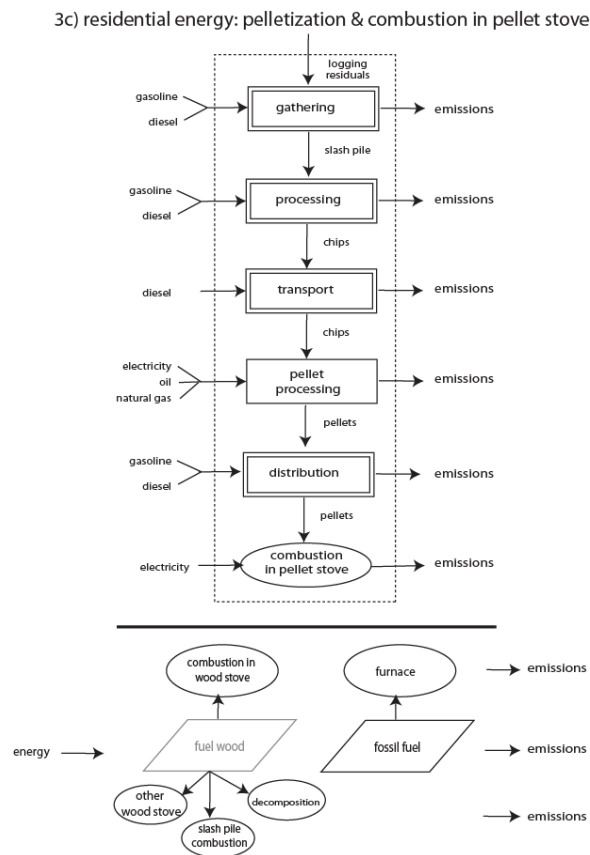 3c) residential energy: pelletization & combustion in pellet stove
logging
residuals
gasoline
diesel
gathering
emissions
slash pile
gasoline
diesel
processing
emissions
chips
diesel
transport
emissions
chips
electricity
oil
natural gas
pellet
processing
emissions
pellets
gasoline
diesel
distribution
emissions
pellets
electricity
combustion
in pellet stove
emissions
combustion in
wood stove
furnace
emissions
energy
fuel wood
fossil fuel
emissions
other
wood stove
slash pile
combustion
decomposition
emissions